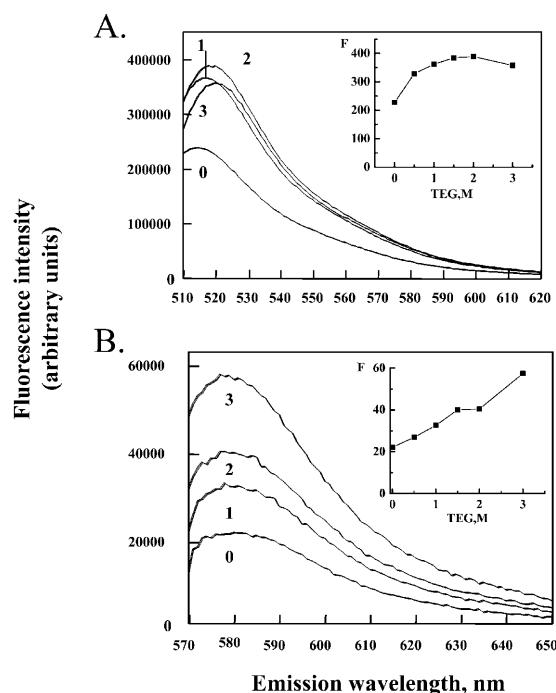 A.
400000
300000
200000
100000
0
1
2
3
0
F
500
400
300
200
100
0
0 1 2 3
TEG,M
510 520 530 540 550 560 570 580 590 600 610 620
Fluorescence intensity
(arbitrary units)
B.
60000
40000
20000
0
3
2
1
0
F
60
40
20
0
0 1 2 3
TEG,M
570 580 590 600 610 620 630 640 650
Emission wavelength, nm